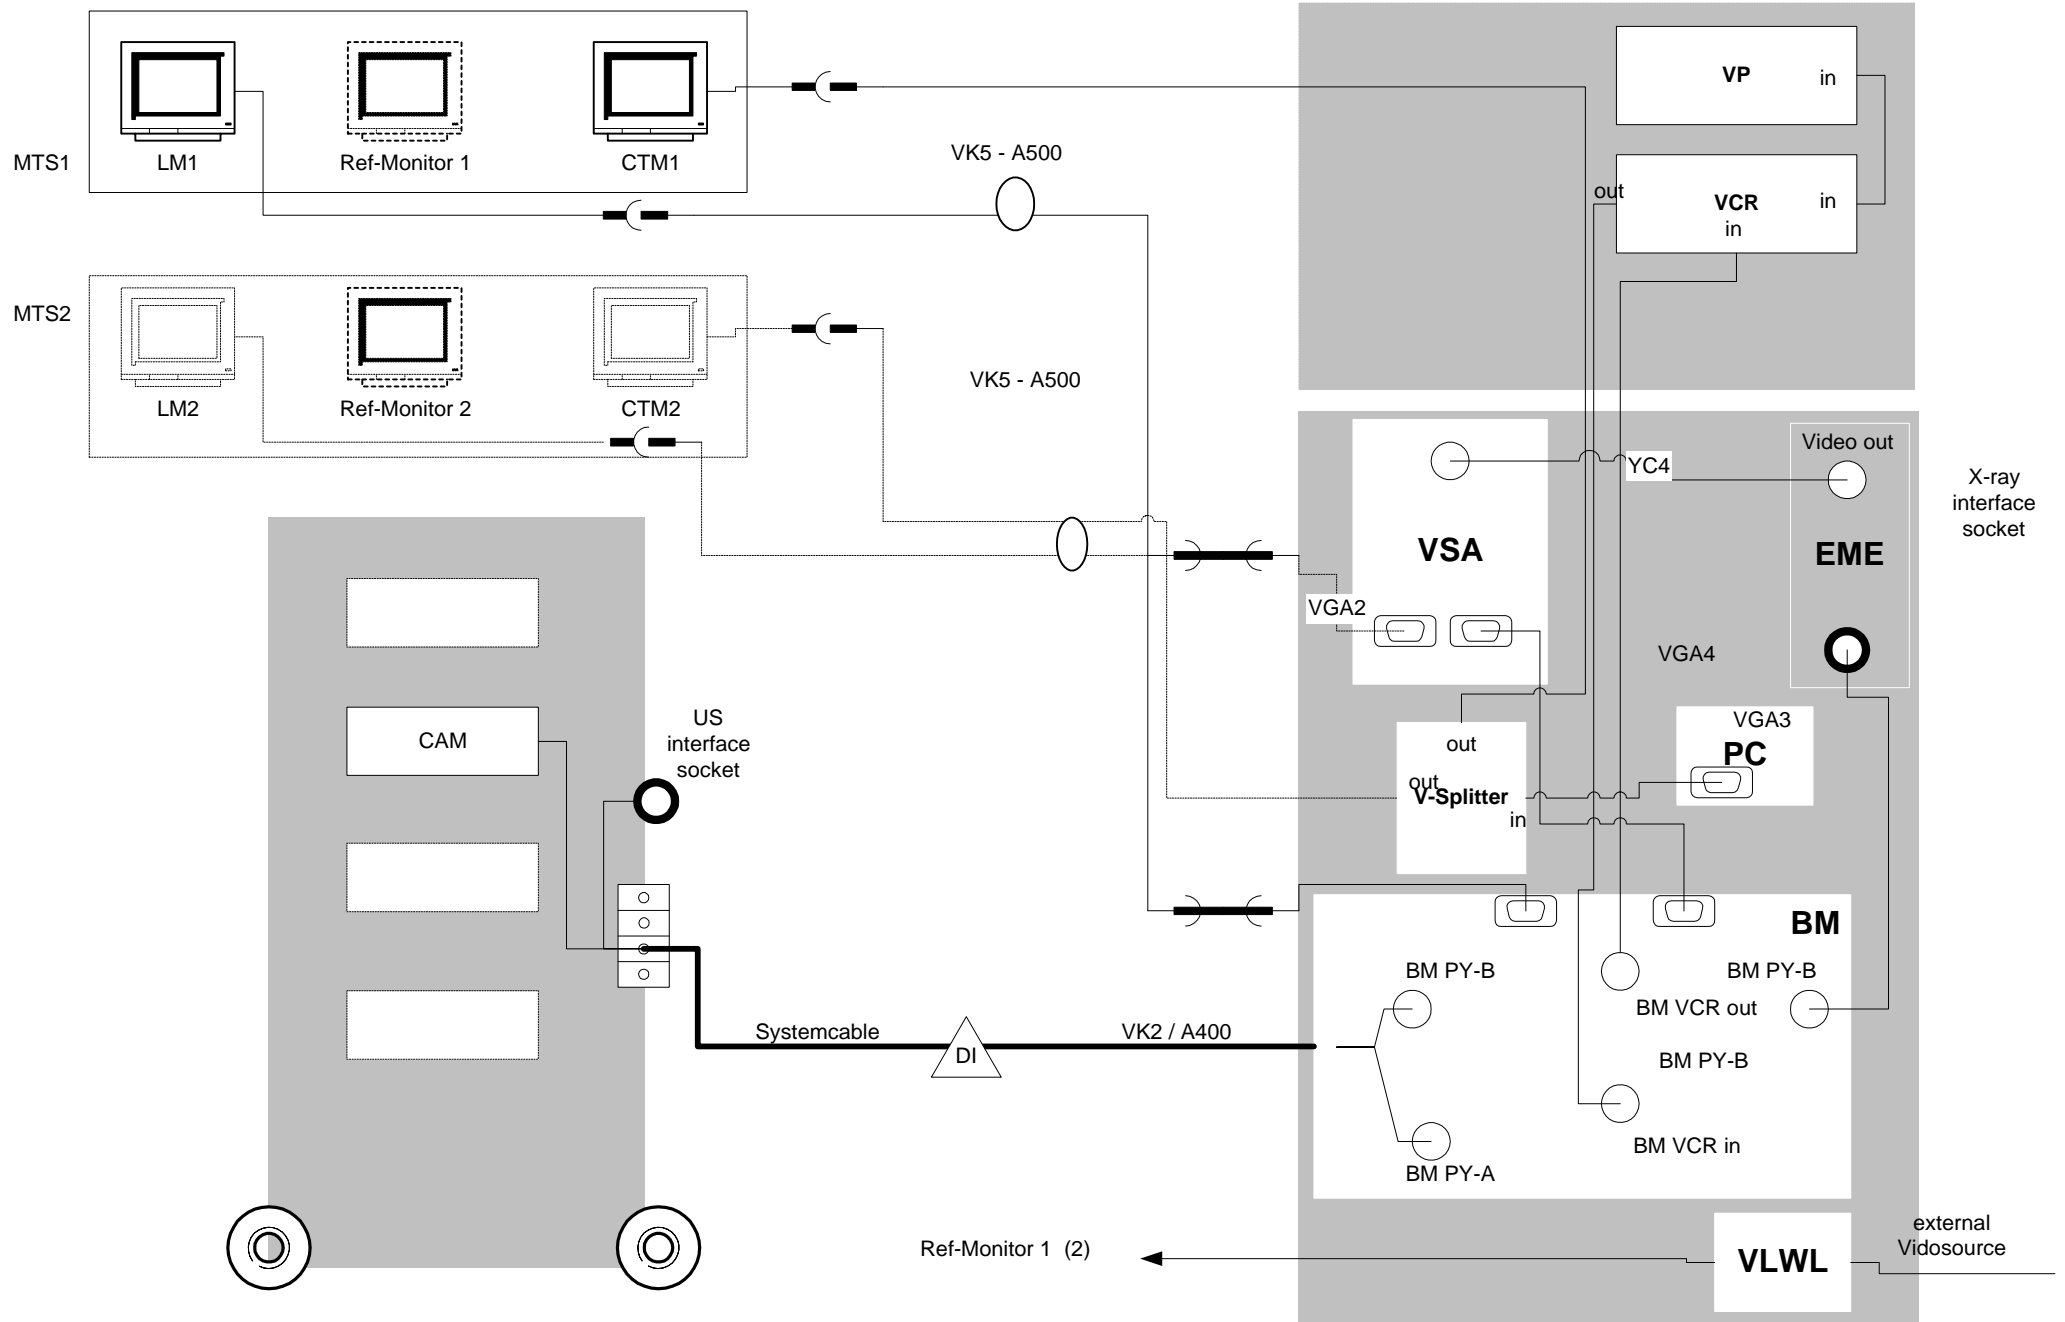 MTS1
LM1
Ref-Monitor 1
CTM1
VK5 - A500
MTS2
LM2
Ref-Monitor 2
CTM2
VK5 - A500
VP
in
out
VCR
in
in
Video out
YC4
X-ray
interface
socket
VSA
EME
VGA2
VGA4
VGA3
PC
out
out
V-Splitter
in
CAM
US
interface
socket
BM
BM PY-B
BM PY-B
BM VCR out
BM PY-B
BM VCR in
BM PY-A
Systemcable
DI
VK2 / A400
Ref-Monitor 1 (2)
VLWL
external
Vidosource